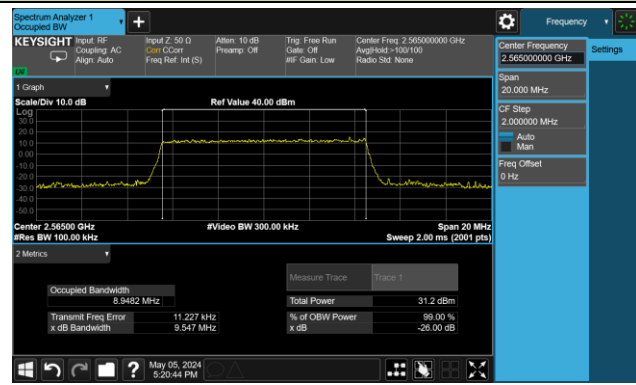 Spectrum Analyzer 1
Occupied BW
Frequency
KEYSIGHT
Input: RF
Coupling: AC
Align: Auto
Input Z: 50 Ω
Corr CCorr
Freq Ref: Int (S)
Atten: 10 dB
Preamp: Off
Trig: Free Run
Gate: Off
#IF Gain: Low
Center Freq: 2.565000000 GHz
Avg|Hold:>100/100
Radio Std: None
Center Frequency
2.565000000 GHz
Settings
Span
20.000 MHz
CF Step
2.000000 MHz
Auto
Man
Freq Offset
0 Hz
1 Graph
Scale/Div 10.0 dB
Ref Value 40.00 dBm
Log
30.0
20.0
10.0
0.00
-10.0
-20.0
-30.0
-40.0
-50.0
Center 2.56500 GHz
#Video BW 300.00 kHz
Span 20 MHz
#Res BW 100.00 kHz
Sweep 2.00 ms (2001 pts)
2 Metrics
Measure Trace
Trace 1
Occupied Bandwidth
8.9482 MHz
Total Power
31.2 dBm
Transmit Freq Error
11.227 kHz
% of OBW Power
99.00 %
x dB Bandwidth
9.547 MHz
x dB
-26.00 dB
May 05, 2024
5:20:44 PM